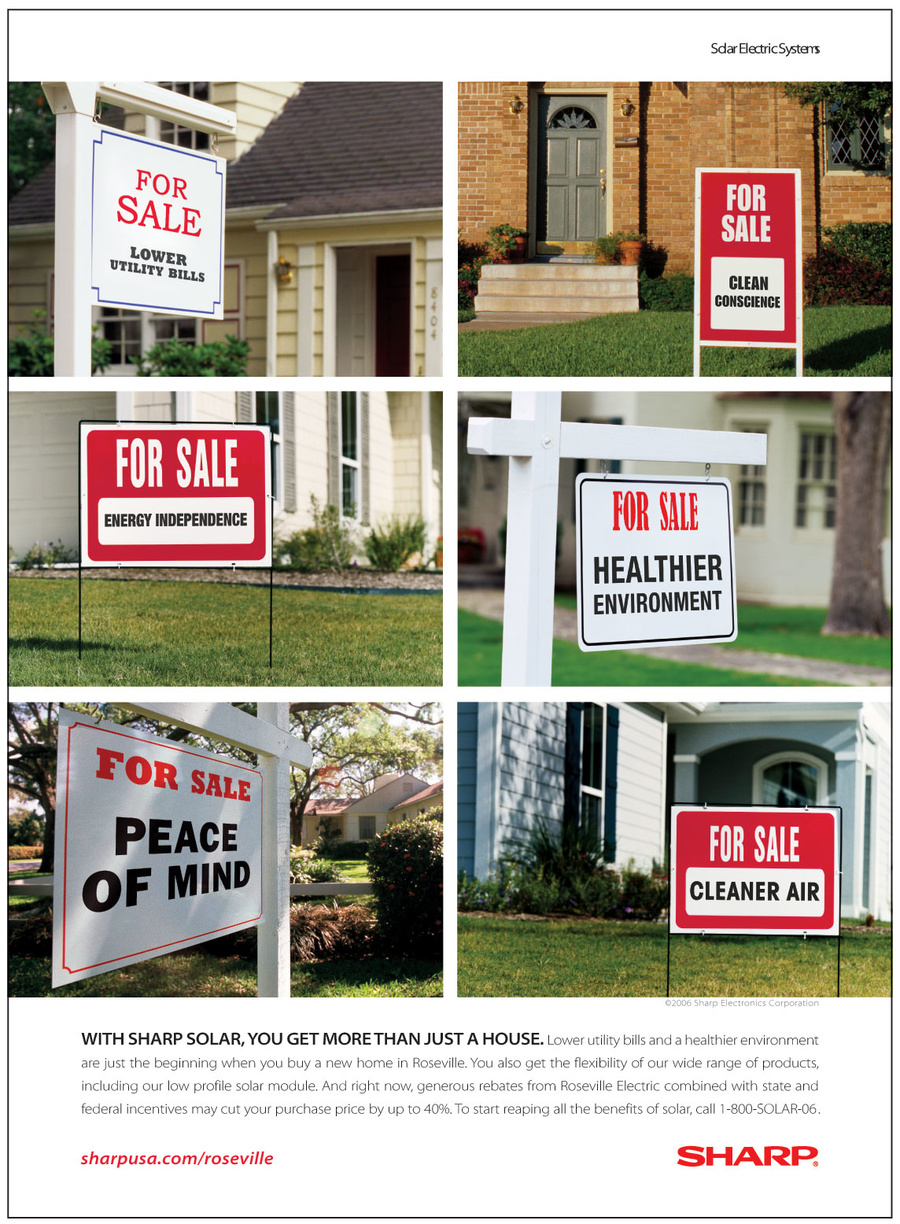 Solar Electric Systems
FOR
SALE
LOWER
UTILITY BILLS
8404
FOR
SALE
CLEAN
CONSCIENCE
FOR SALE
ENERGY INDEPENDENCE
FOR SALE
HEALTHIER
ENVIRONMENT
FOR SALE
PEACE
OF MIND
FOR SALE
CLEANER AIR
©2006 Sharp Electronics Corporation
WITH SHARP SOLAR, YOU GET MORE THAN JUST A HOUSE. Lower utility bills and a healthier environment
are just the beginning when you buy a new home in Roseville. You also get the flexibility of our wide range of products,
including our low profile solar module. And right now, generous rebates from Roseville Electric combined with state and
federal incentives may cut your purchase price by up to 40%. To start reaping all the benefits of solar, call 1-800-SOLAR-06.
sharpusa.com/roseville
SHARP®